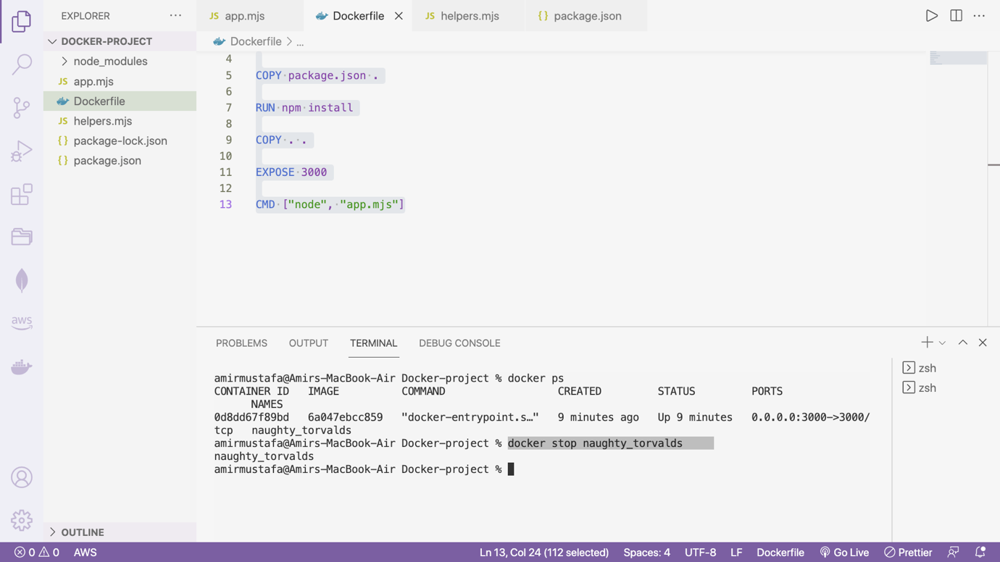 EXPLORER
JS app.mjs
Dockerfile
JS helpers.mjs
{} package.json
DOCKER-PROJECT
Dockerfile > ...
node_modules
JS app.mjs
Dockerfile
JS helpers.mjs
{} package-lock.json
{} package.json
aws
OUTLINE
4
5 COPY package.json .
6
7 RUN npm install
8
9 COPY . .
10
11 EXPOSE 3000
12
13 CMD ["node", "app.mjs"]
PROBLEMS OUTPUT TERMINAL DEBUG CONSOLE
amirmustafa@Amirs-MacBook-Air Docker-project % docker ps
CONTAINER ID IMAGE COMMAND CREATED STATUS PORTS
NAMES
0d8dd67f89bd 6a047ebcc859 "docker-entrypoint.s…" 9 minutes ago Up 9 minutes 0.0.0.0:3000->3000/
tcp naughty_torvalds
amirmustafa@Amirs-MacBook-Air Docker-project % docker stop naughty_torvalds
naughty_torvalds
amirmustafa@Amirs-MacBook-Air Docker-project %
zsh
zsh
0 0 AWS Ln 13, Col 24 (112 selected) Spaces: 4 UTF-8 LF Dockerfile Go Live Prettier